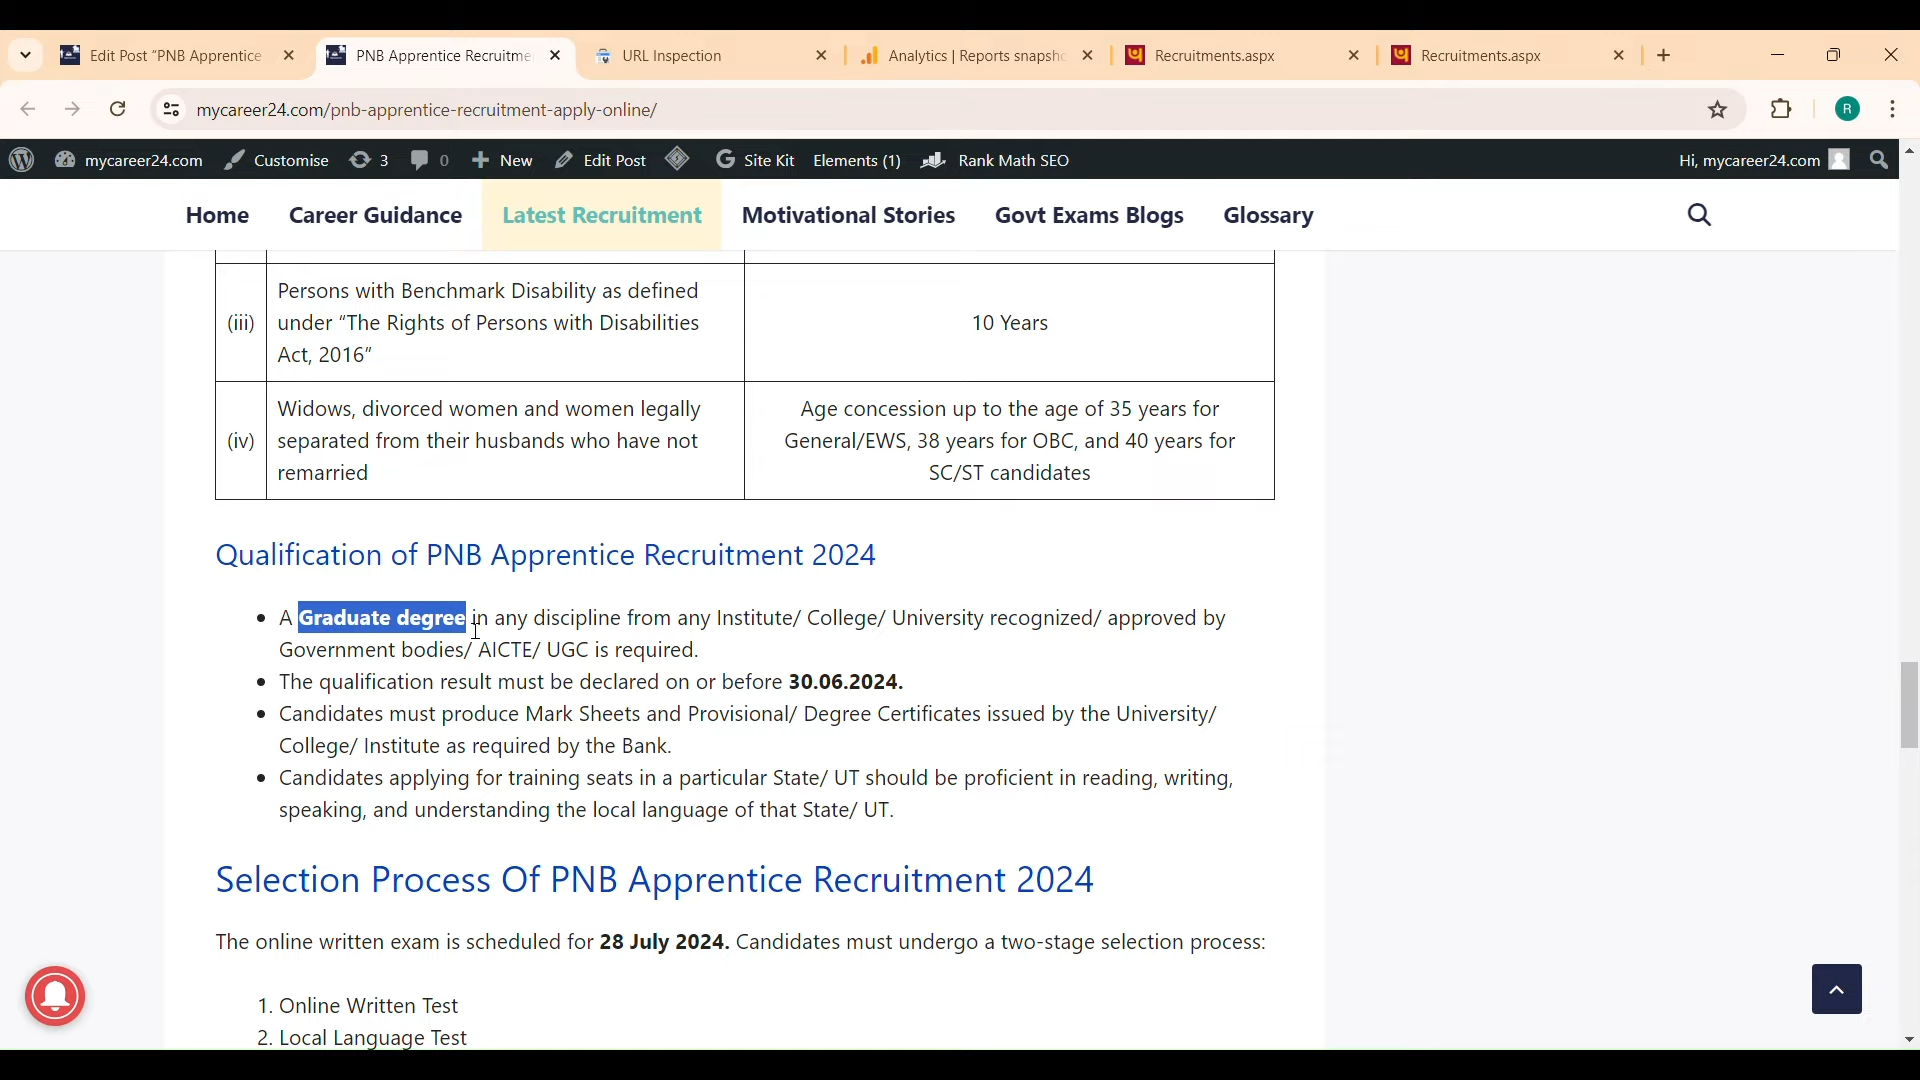 Edit Post “PNB Apprentice
PNB Apprentice Recruitme
URL Inspection
Analytics | Reports snapsho
Recruitments.aspx
Recruitments.aspx
mycareer24.com/pnb-apprentice-recruitment-apply-online/
R
mycareer24.com
Customise
3
0
New
Edit Post
Site Kit
Elements (1)
Rank Math SEO
Hi, mycareer24.com
Home
Career Guidance
Latest Recruitment
Motivational Stories
Govt Exams Blogs
Glossary
(iii)
Persons with Benchmark Disability as defined
under “The Rights of Persons with Disabilities
Act, 2016“
10 Years
(iv)
Widows, divorced women and women legally
separated from their husbands who have not
remarried
Age concession up to the age of 35 years for
General/EWS, 38 years for OBC, and 40 years for
SC/ST candidates
Qualification of PNB Apprentice Recruitment 2024
• A Graduate degree in any discipline from any Institute/ College/ University recognized/ approved by
Government bodies/ AICTE/ UGC is required.
• The qualification result must be declared on or before 30.06.2024.
• Candidates must produce Mark Sheets and Provisional/ Degree Certificates issued by the University/
College/ Institute as required by the Bank.
• Candidates applying for training seats in a particular State/ UT should be proficient in reading, writing,
speaking, and understanding the local language of that State/ UT.
Selection Process Of PNB Apprentice Recruitment 2024
The online written exam is scheduled for 28 July 2024. Candidates must undergo a two-stage selection process:
1. Online Written Test
2. Local Language Test